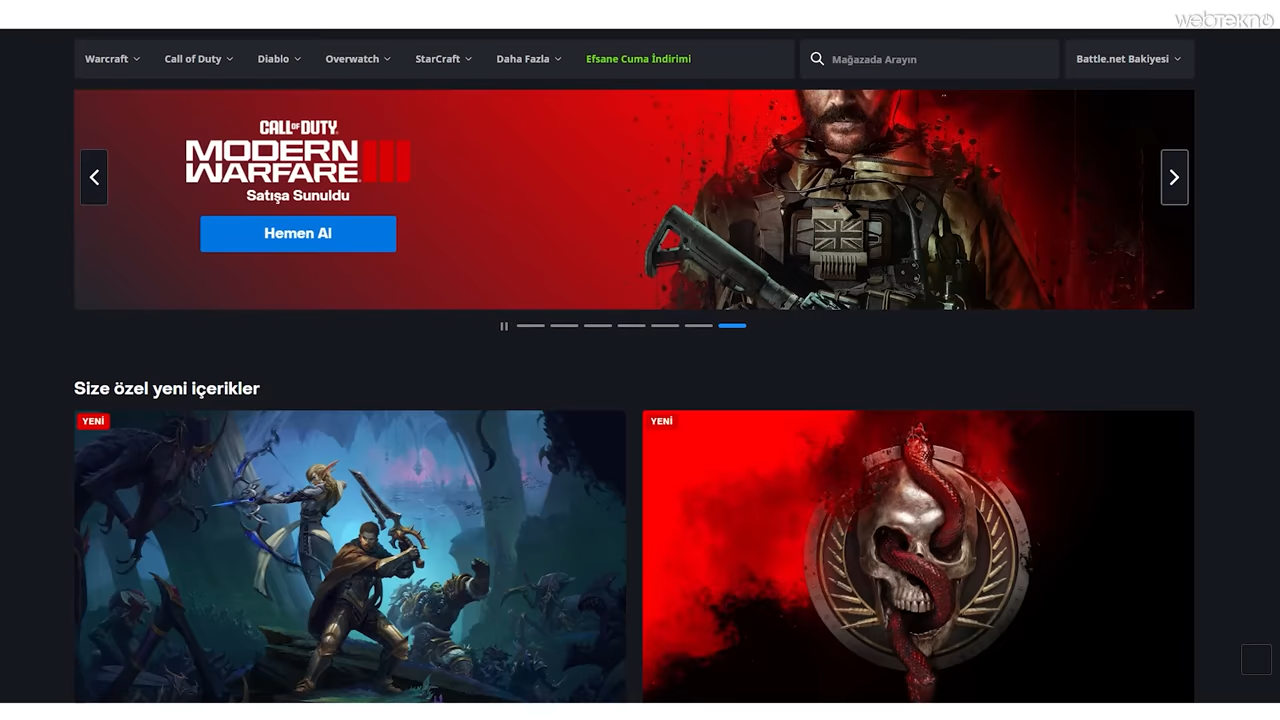 webtekno
Warcraft Call of Duty Diablo Overwatch StarCraft Daha Fazla Efsane Cuma İndirimi Mağazada Arayın Battle.net Bakiyesi
CALL OF DUTY
MODERN
WARFARE III
Satışa Sunuldu
Hemen Al
Size özel yeni içerikler
YENİ YENİ